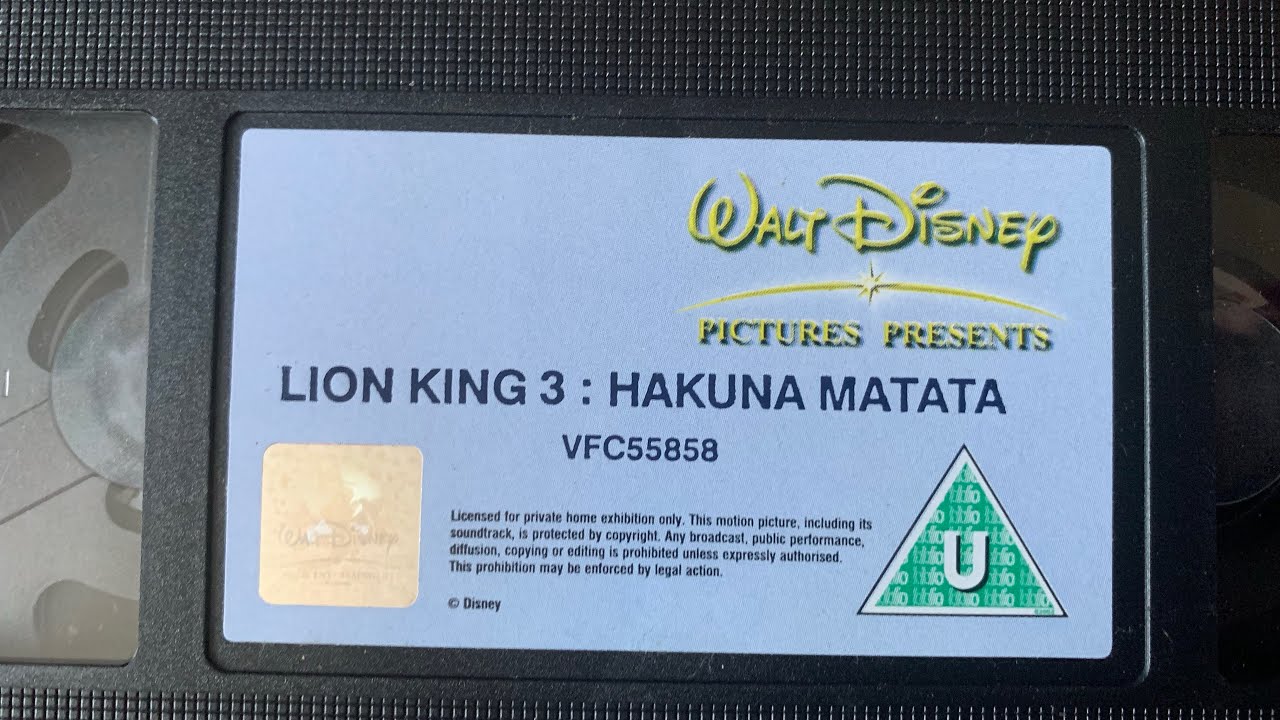 WALT DISNEY
PICTURES PRESENTS
LION KING 3 : HAKUNA MATATA
VFC55858
WALT DISNEY
Licensed for private home exhibition only. This motion picture, including its
soundtrack, is protected by copyright. Any broadcast, public performance,
diffusion, copying or editing is prohibited unless expressly authorised.
This prohibition may be enforced by legal action.
© Disney
U